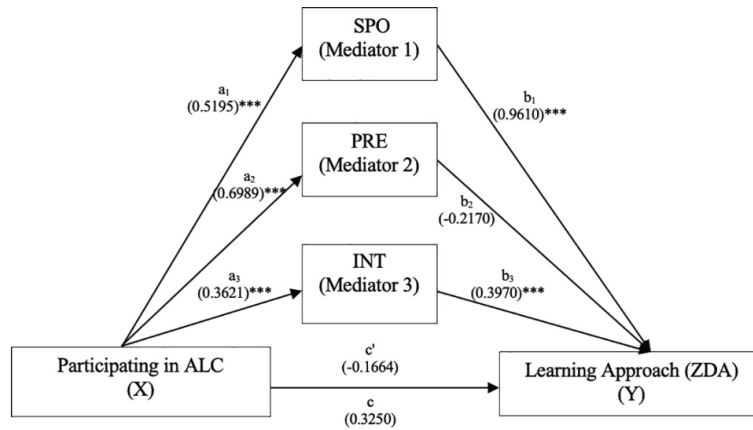 SPO
(Mediator 1)
a₁
(0.5195)***
b₁
(0.9610)***
PRE
(Mediator 2)
a₂
(0.6989)***
b₂
(-0.2170)
INT
(Mediator 3)
a₃
(0.3621)***
b₃
(0.3970)***
Participating in ALC
(X)
c'
(-0.1664)
c
(0.3250)
Learning Approach (ZDA)
(Y)